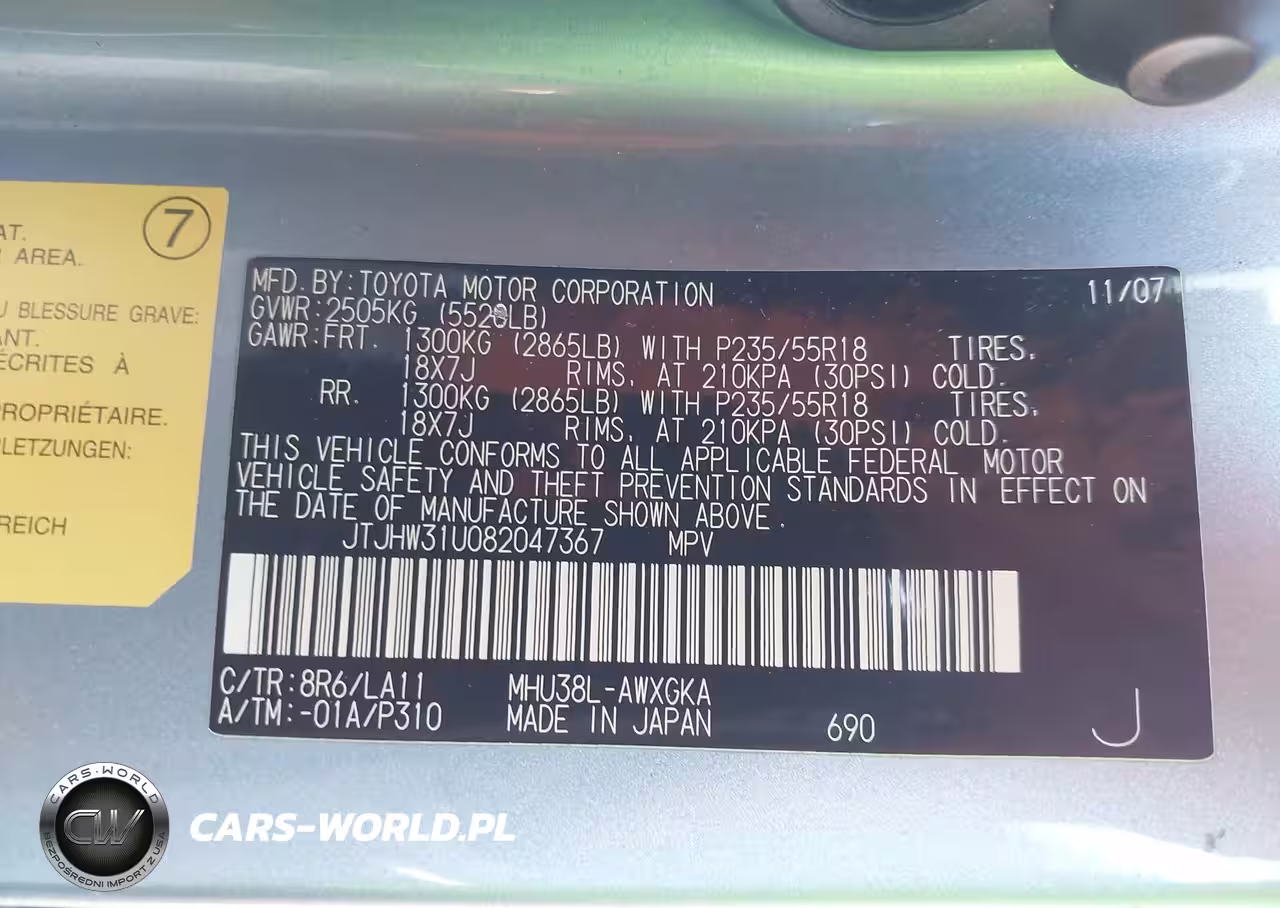 7
AT.
AREA.
BLESSURE GRAVE:
ANT.
ÉCRITES À
PROPRIÉTAIRE.
LETZUNGEN:
REICH
MFD. BY: TOYOTA MOTOR CORPORATION 11/07
GVWR: 2505KG (5520LB)
GAWR: FRT. 1300KG (2865LB) WITH P235/55R18 TIRES,
18X7J RIMS, AT 210KPA (30PSI) COLD.
RR. 1300KG (2865LB) WITH P235/55R18 TIRES,
18X7J RIMS, AT 210KPA (30PSI) COLD.
THIS VEHICLE CONFORMS TO ALL APPLICABLE FEDERAL MOTOR
VEHICLE SAFETY AND THEFT PREVENTION STANDARDS IN EFFECT ON
THE DATE OF MANUFACTURE SHOWN ABOVE.
JTJHW31U082047367 MPV
C/TR: 8R6/LA11 MHU38L-AWXGKA
A/TM: -01A/P310 MADE IN JAPAN 690 J
CARS-WORLD
CW
BEZPOŚREDNI IMPORT Z USA
CARS-WORLD.PL